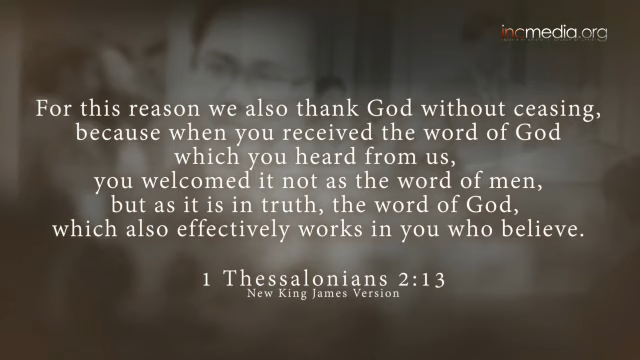 incmedia.org
For this reason we also thank God without ceasing,
because when you received the word of God
which you heard from us,
you welcomed it not as the word of men,
but as it is in truth, the word of God,
which also effectively works in you who believe.
1 Thessalonians 2:13
New King James Version